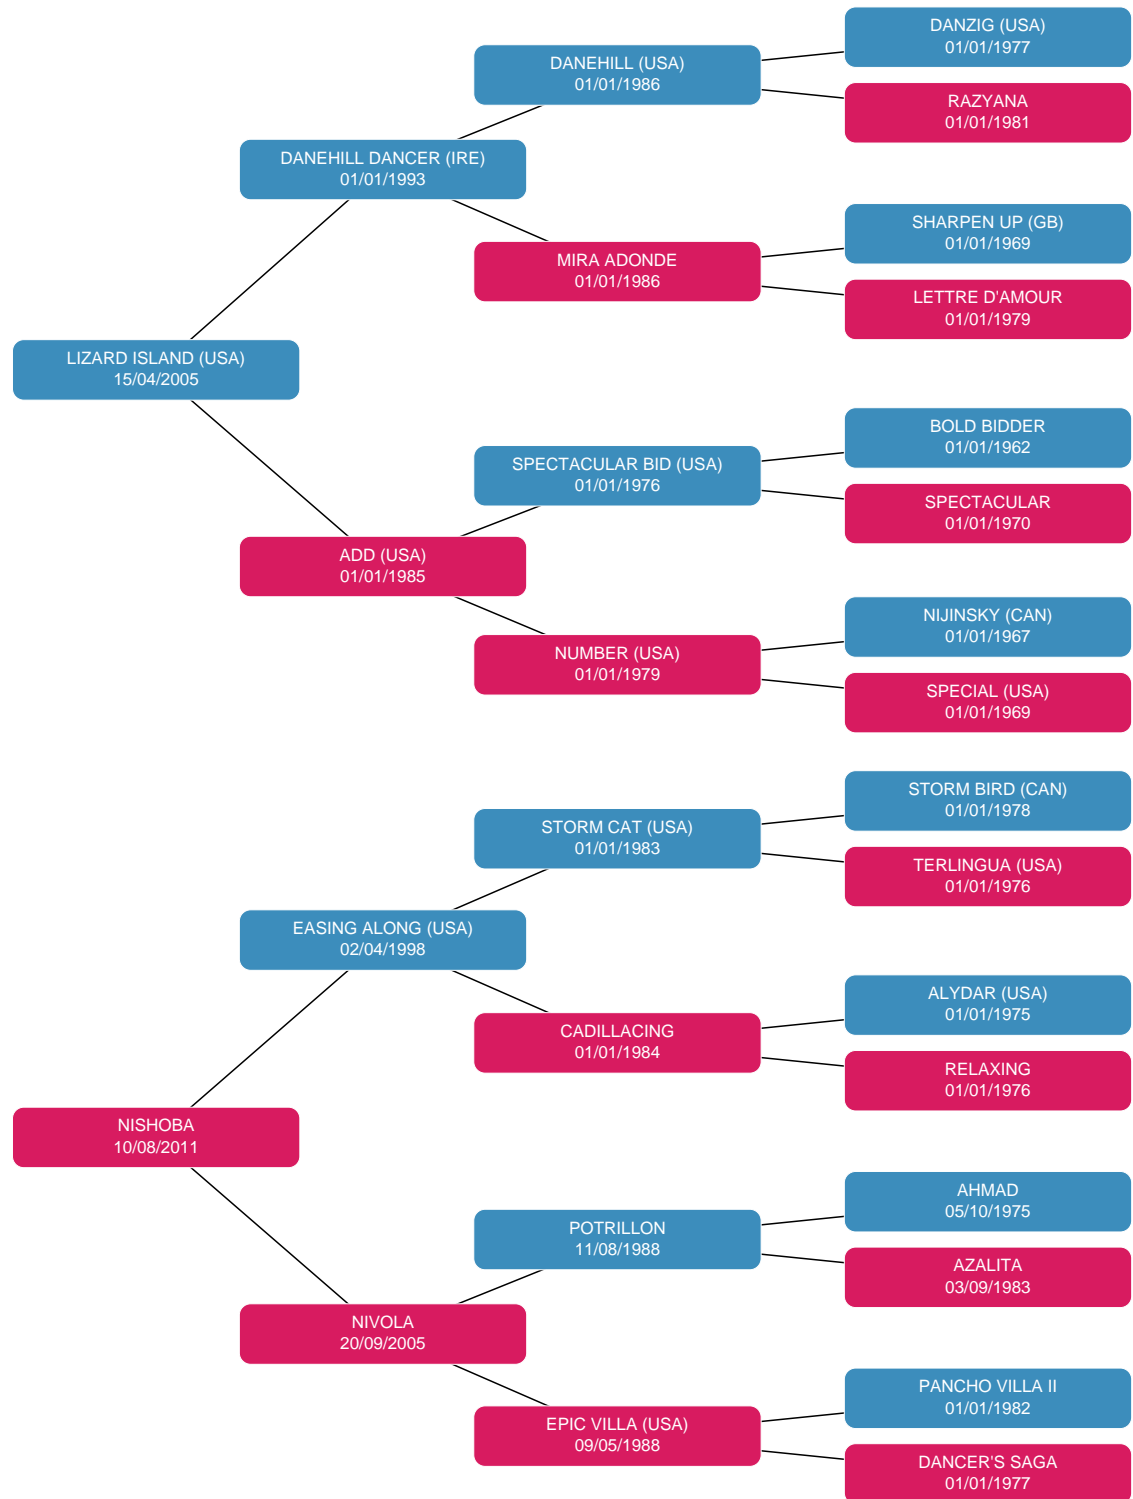 DANZIG (USA)
01/01/1977
DANEHILL (USA)
01/01/1986
RAZYANA
01/01/1981
DANEHILL DANCER (IRE)
01/01/1993
SHARPEN UP (GB)
01/01/1969
MIRA ADONDE
01/01/1986
LETTRE D'AMOUR
01/01/1979
LIZARD ISLAND (USA)
15/04/2005
BOLD BIDDER
01/01/1962
SPECTACULAR BID (USA)
01/01/1976
SPECTACULAR
01/01/1970
ADD (USA)
01/01/1985
NIJINSKY (CAN)
01/01/1967
NUMBER (USA)
01/01/1979
SPECIAL (USA)
01/01/1969
STORM BIRD (CAN)
01/01/1978
STORM CAT (USA)
01/01/1983
TERLINGUA (USA)
01/01/1976
EASING ALONG (USA)
02/04/1998
ALYDAR (USA)
01/01/1975
CADILLACING
01/01/1984
RELAXING
01/01/1976
NISHOBA
10/08/2011
AHMAD
05/10/1975
POTRILLON
11/08/1988
AZALITA
03/09/1983
NIVOLA
20/09/2005
PANCHO VILLA II
01/01/1982
EPIC VILLA (USA)
09/05/1988
DANCER'S SAGA
01/01/1977